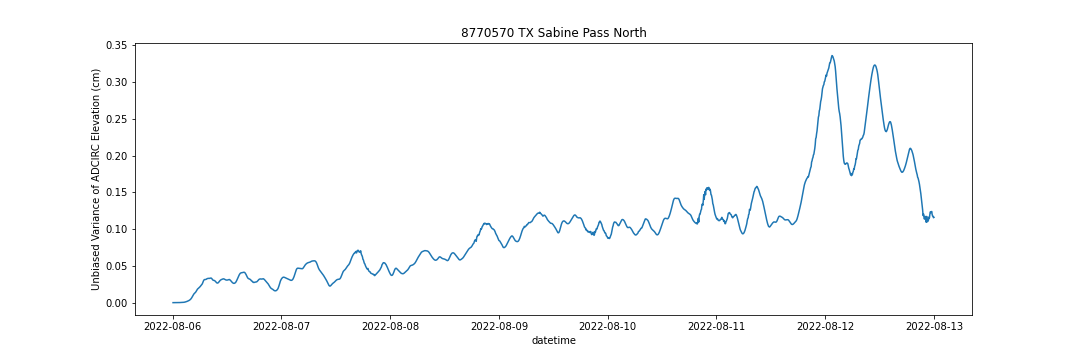 8770570 TX Sabine Pass North
Unbiased Variance of ADCIRC Elevation (cm)
0.35
0.30
0.25
0.20
0.15
0.10
0.05
0.00
2022-08-06 2022-08-07 2022-08-08 2022-08-09 2022-08-10 2022-08-11 2022-08-12 2022-08-13
datetime